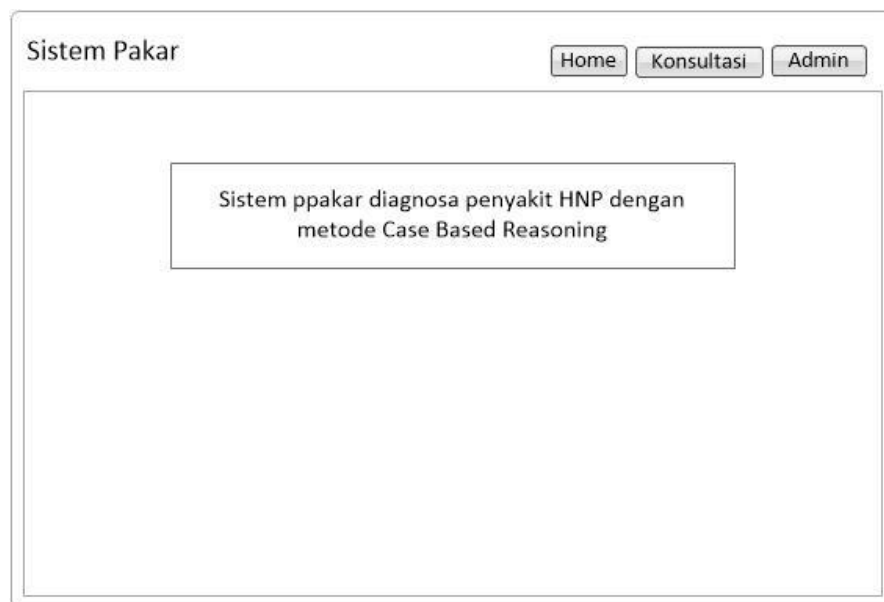 Sistem Pakar
Home Konsultasi Admin
Sistem ppakar diagnosa penyakit HNP dengan
metode Case Based Reasoning